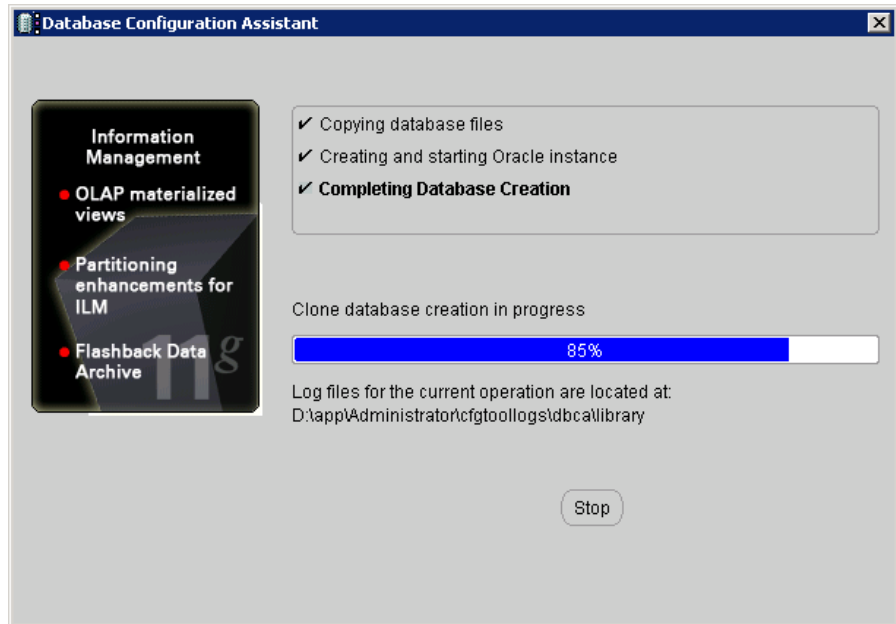 Database Configuration Assistant
Information
Management
OLAP materialized
views
Partitioning
enhancements for
ILM
Flashback Data
Archive
11g
Copying database files
Creating and starting Oracle instance
Completing Database Creation
Clone database creation in progress
85%
Log files for the current operation are located at:
D:\app\Administrator\cfgtoollogs\dbca\library
Stop